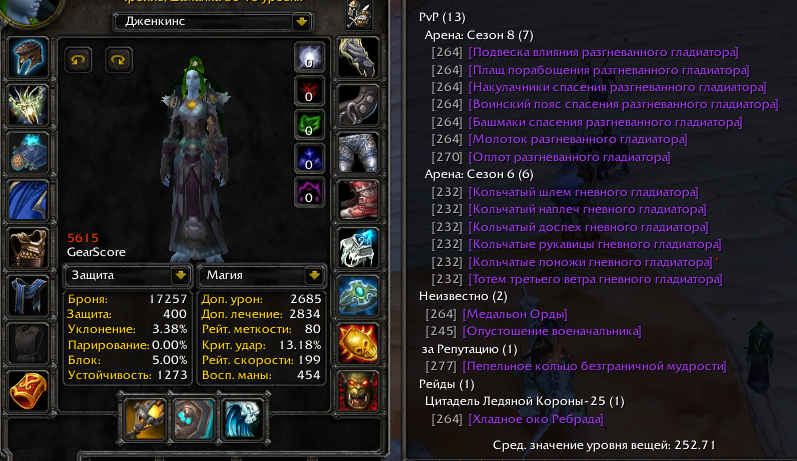 Дженкинс
0
0
0
0
0
5615
GearScore
Защита
Магия
Броня: 17257
Защита: 400
Уклонение: 3.38%
Парирование: 0.00%
Блок: 5.00%
Устойчивость: 1273
Доп. урон: 2685
Доп. лечение: 2834
Рейт. меткости: 80
Крит. удар: 13.18%
Рейт. скорости: 199
Восп. маны: 454
PvP (13)
Арена: Сезон 8 (7)
[264] [Подвеска влияния разгневанного гладиатора]
[264] [Плащ порабощения разгневанного гладиатора]
[264] [Накулачники спасения разгневанного гладиатора]
[264] [Воинский пояс спасения разгневанного гладиатора]
[264] [Башмаки спасения разгневанного гладиатора]
[264] [Молоток разгневанного гладиатора]
[270] [Оплот разгневанного гладиатора]
Арена: Сезон 6 (6)
[232] [Кольчатый шлем гневного гладиатора]
[232] [Кольчатый наплеч гневного гладиатора]
[232] [Кольчатый доспех гневного гладиатора]
[232] [Кольчатые рукавицы гневного гладиатора]
[232] [Кольчатые поножи гневного гладиатора]
[232] [Тотем третьего ветра гневного гладиатора]
Неизвестно (2)
[264] [Медальон Орды]
[245] [Опустошение военачальника]
за Репутацию (1)
[277] [Пепельное кольцо безграничной мудрости]
Рейды (1)
Цитадель Ледяной Короны-25 (1)
[264] [Хладное око Ребрада]
Сред. значение уровня вещей: 252.71